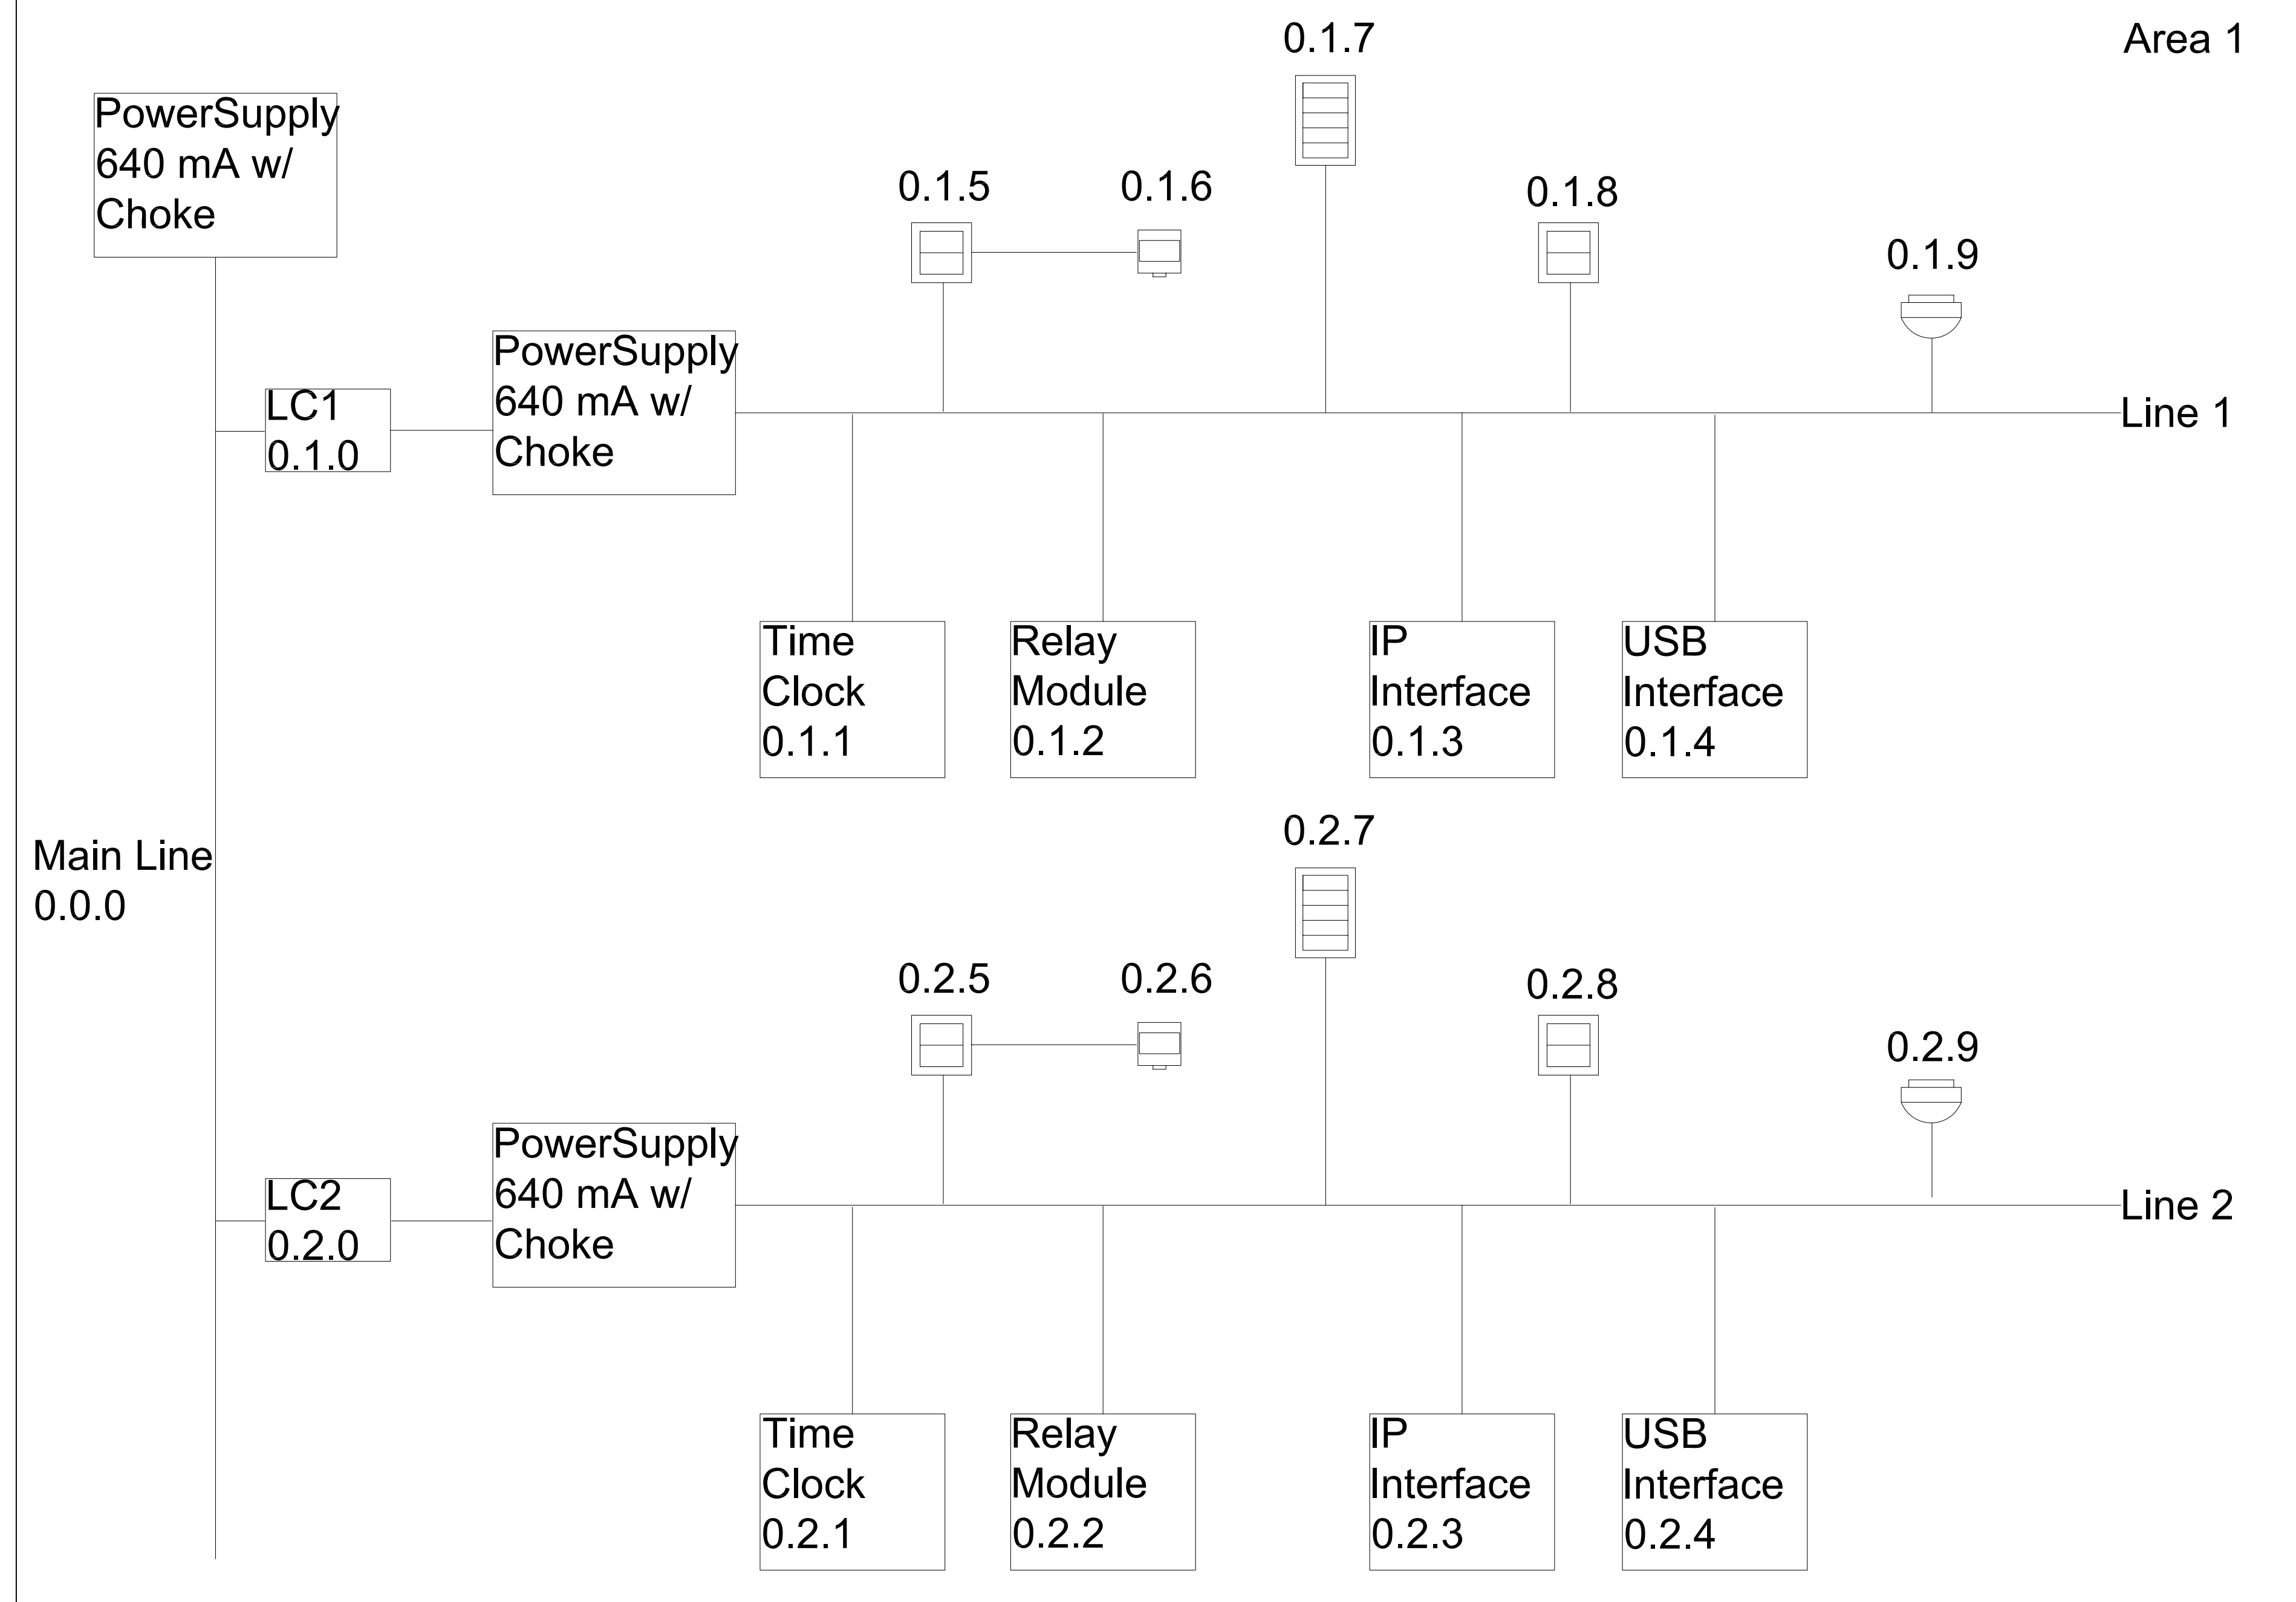 0.1.7
Area 1
PowerSupply
640 mA w/
Choke
0.1.5
0.1.6
0.1.8
0.1.9
PowerSupply
640 mA w/
Choke
LC1
0.1.0
Line 1
Time
Clock
0.1.1
Relay
Module
0.1.2
IP
Interface
0.1.3
USB
Interface
0.1.4
Main Line
0.0.0
0.2.7
0.2.5
0.2.6
0.2.8
0.2.9
PowerSupply
640 mA w/
Choke
LC2
0.2.0
Line 2
Time
Clock
0.2.1
Relay
Module
0.2.2
IP
Interface
0.2.3
USB
Interface
0.2.4